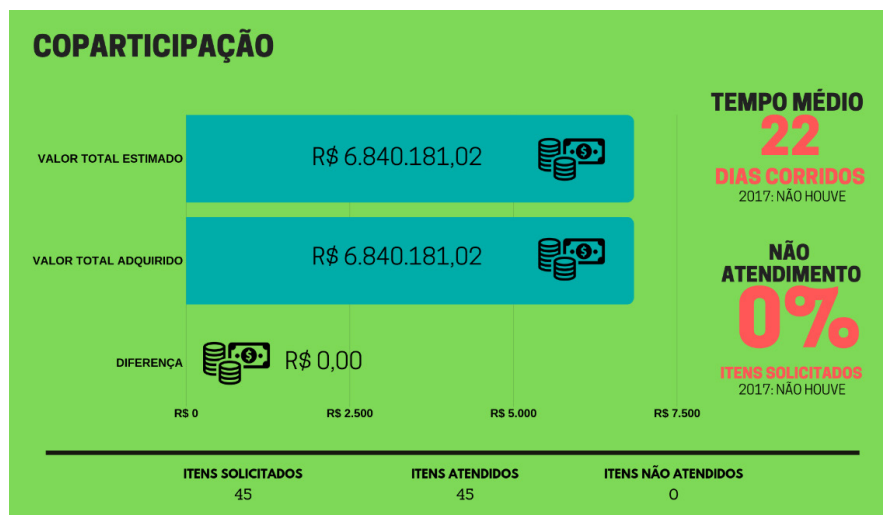 COPARTICIPAÇÃO
VALOR TOTAL ESTIMADO
R$ 6.840.181,02
VALOR TOTAL ADQUIRIDO
R$ 6.840.181,02
DIFERENÇA
R$ 0,00
R$ 0
R$ 2.500
R$ 5.000
R$ 7.500
TEMPO MÉDIO
22
DIAS CORRIDOS
2017: NÃO HOUVE
NÃO
ATENDIMENTO
0%
ITENS SOLICITADOS
2017: NÃO HOUVE
ITENS SOLICITADOS
45
ITENS ATENDIDOS
45
ITENS NÃO ATENDIDOS
0